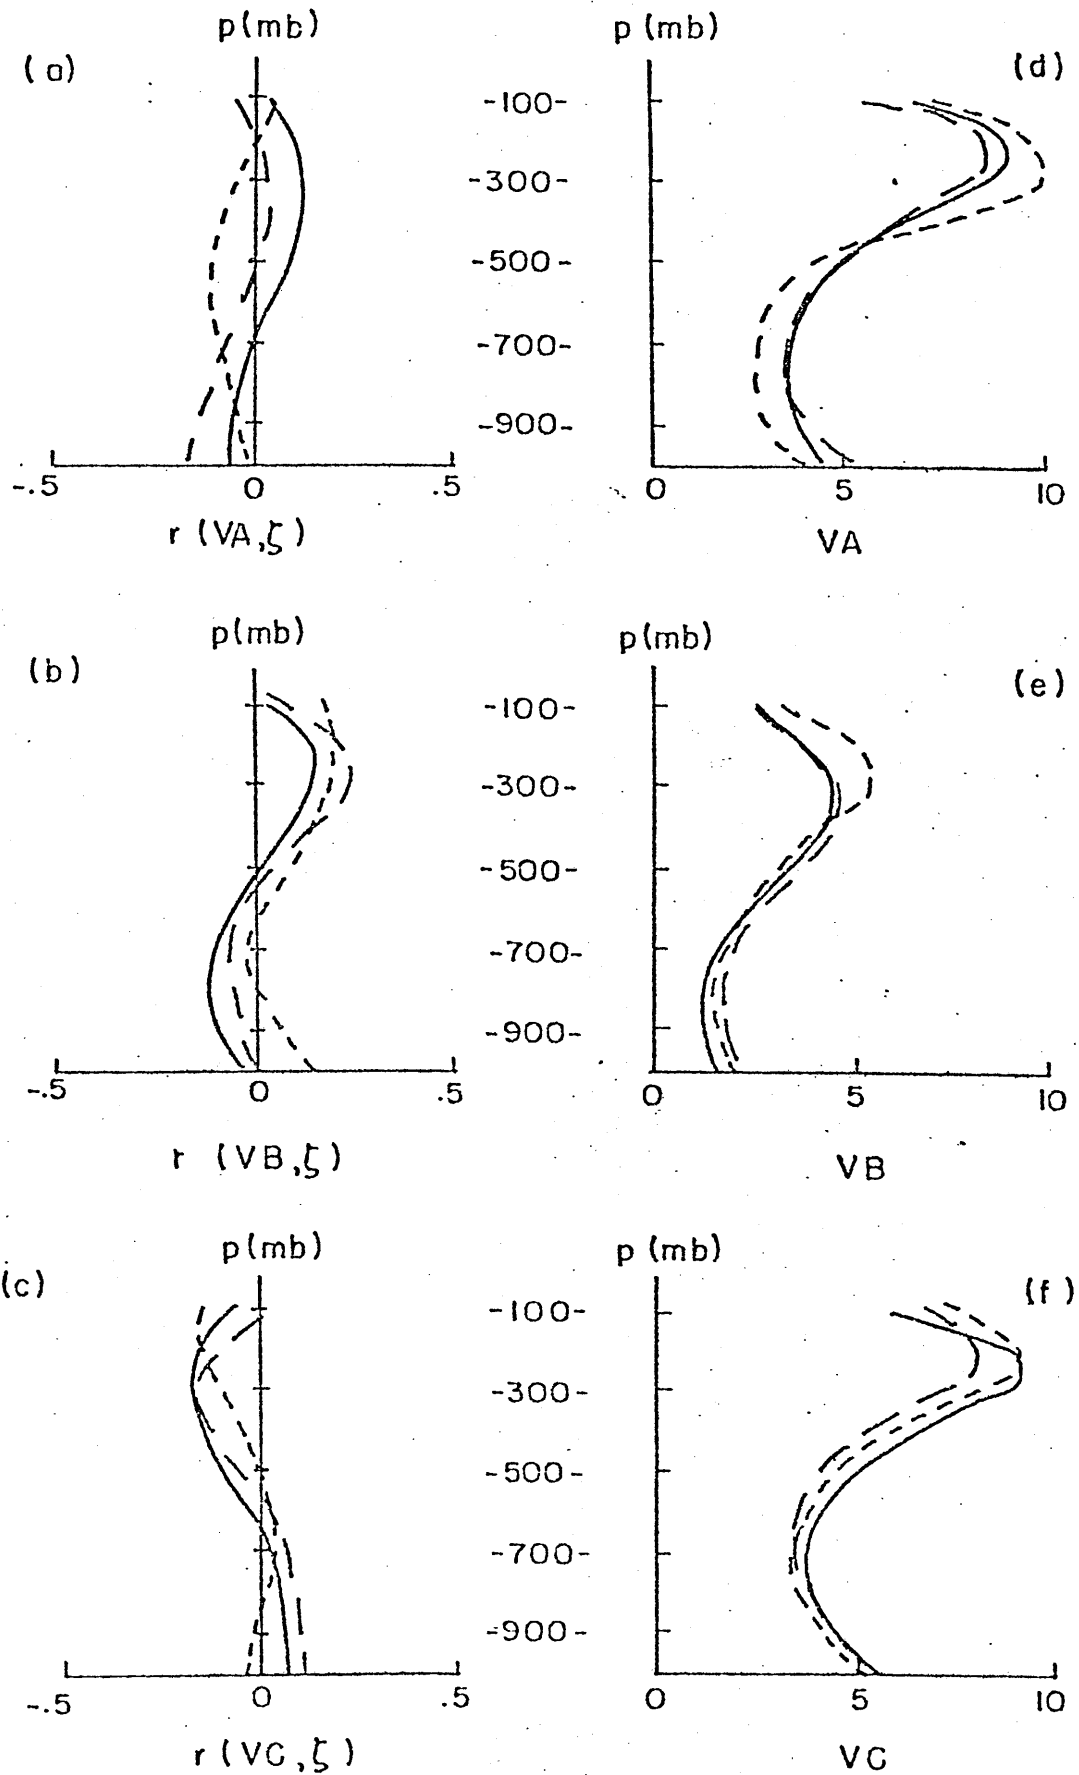 p(mb)
p (mb)
(a)
(d)
-100-
-300-
-500-
-700-
-900-
-.5
0
.5
0
5
10
r (VA,ζ)
VA
p(mb)
p(mb)
(b)
(e)
-100-
-300-
-500-
-700-
-900-
-.5
0
.5
0
5
10
r (VB,ζ)
VB
p(mb)
p (mb)
(c)
(f)
-100-
-300-
-500-
-700-
-900-
-.5
0
.5
0
5
10
r (VC,ζ)
VC